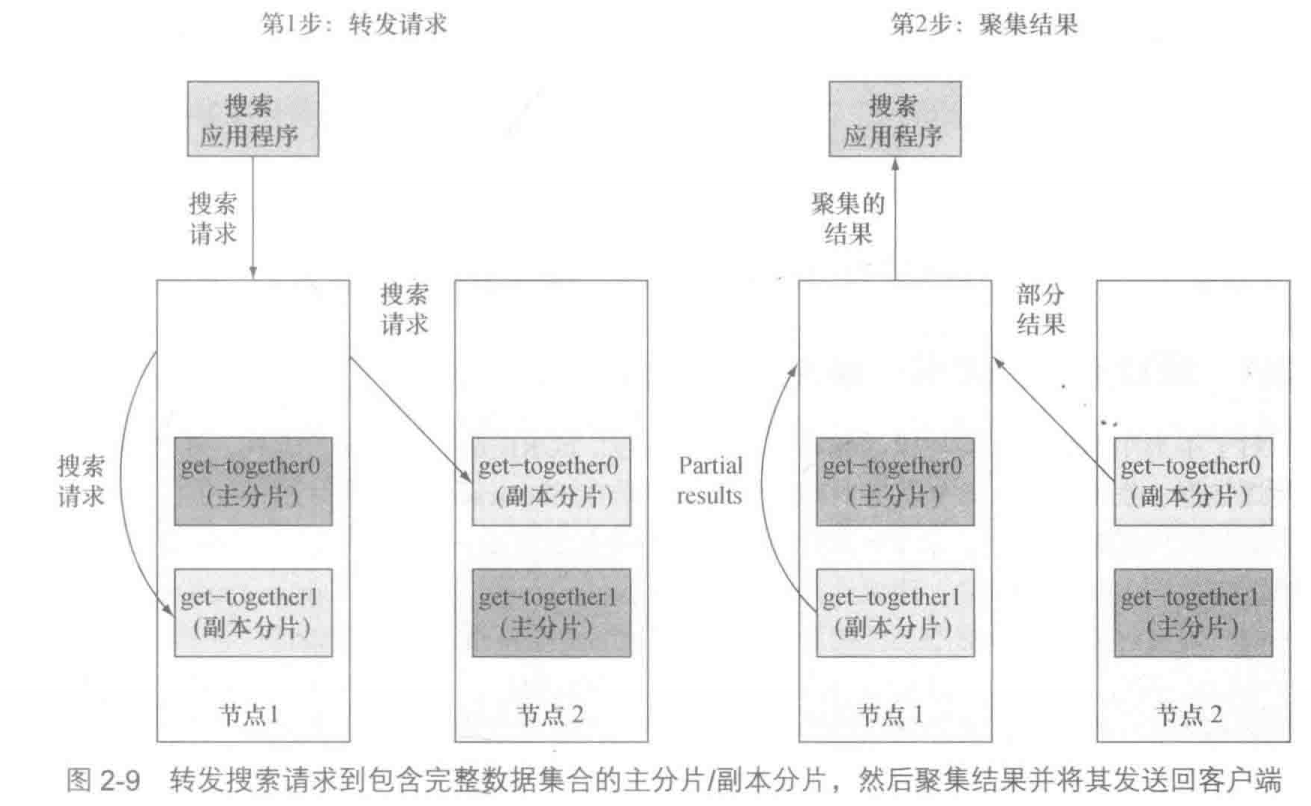 第1步：转发请求
搜索
应用程序
搜索
请求
搜索
请求
搜索
请求
get-together0
(主分片)
get-together1
(副本分片)
节点1
get-together0
(副本分片)
get-together1
(主分片)
节点 2
第2步：聚集结果
搜索
应用程序
聚集的
结果
部分
结果
Partial
results
get-together0
(主分片)
get-together1
(副本分片)
节点 1
get-together0
(副本分片)
get-together1
(主分片)
节点 2
图 2-9 转发搜索请求到包含完整数据集合的主分片/副本分片，然后聚集结果并将其发送回客户端